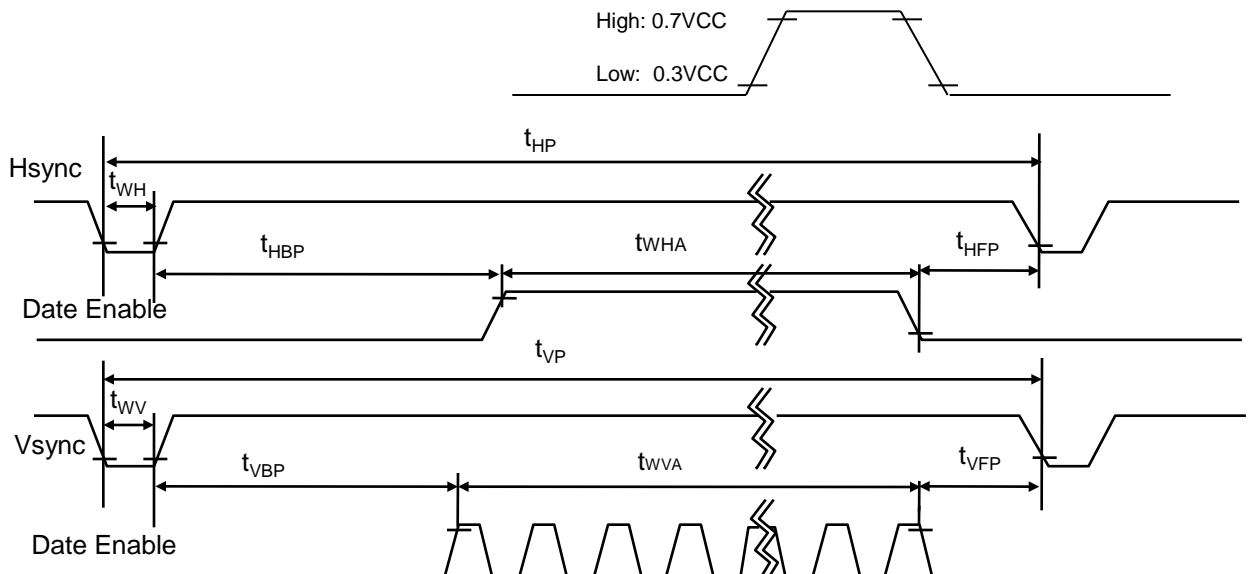 High: 0.7VCC
Low: 0.3VCC
tHP
Hsync
tWH
tHBP
tWHA
tHFP
Date Enable
tVP
tWV
Vsync
tVBP
tWVA
tVFP
Date Enable